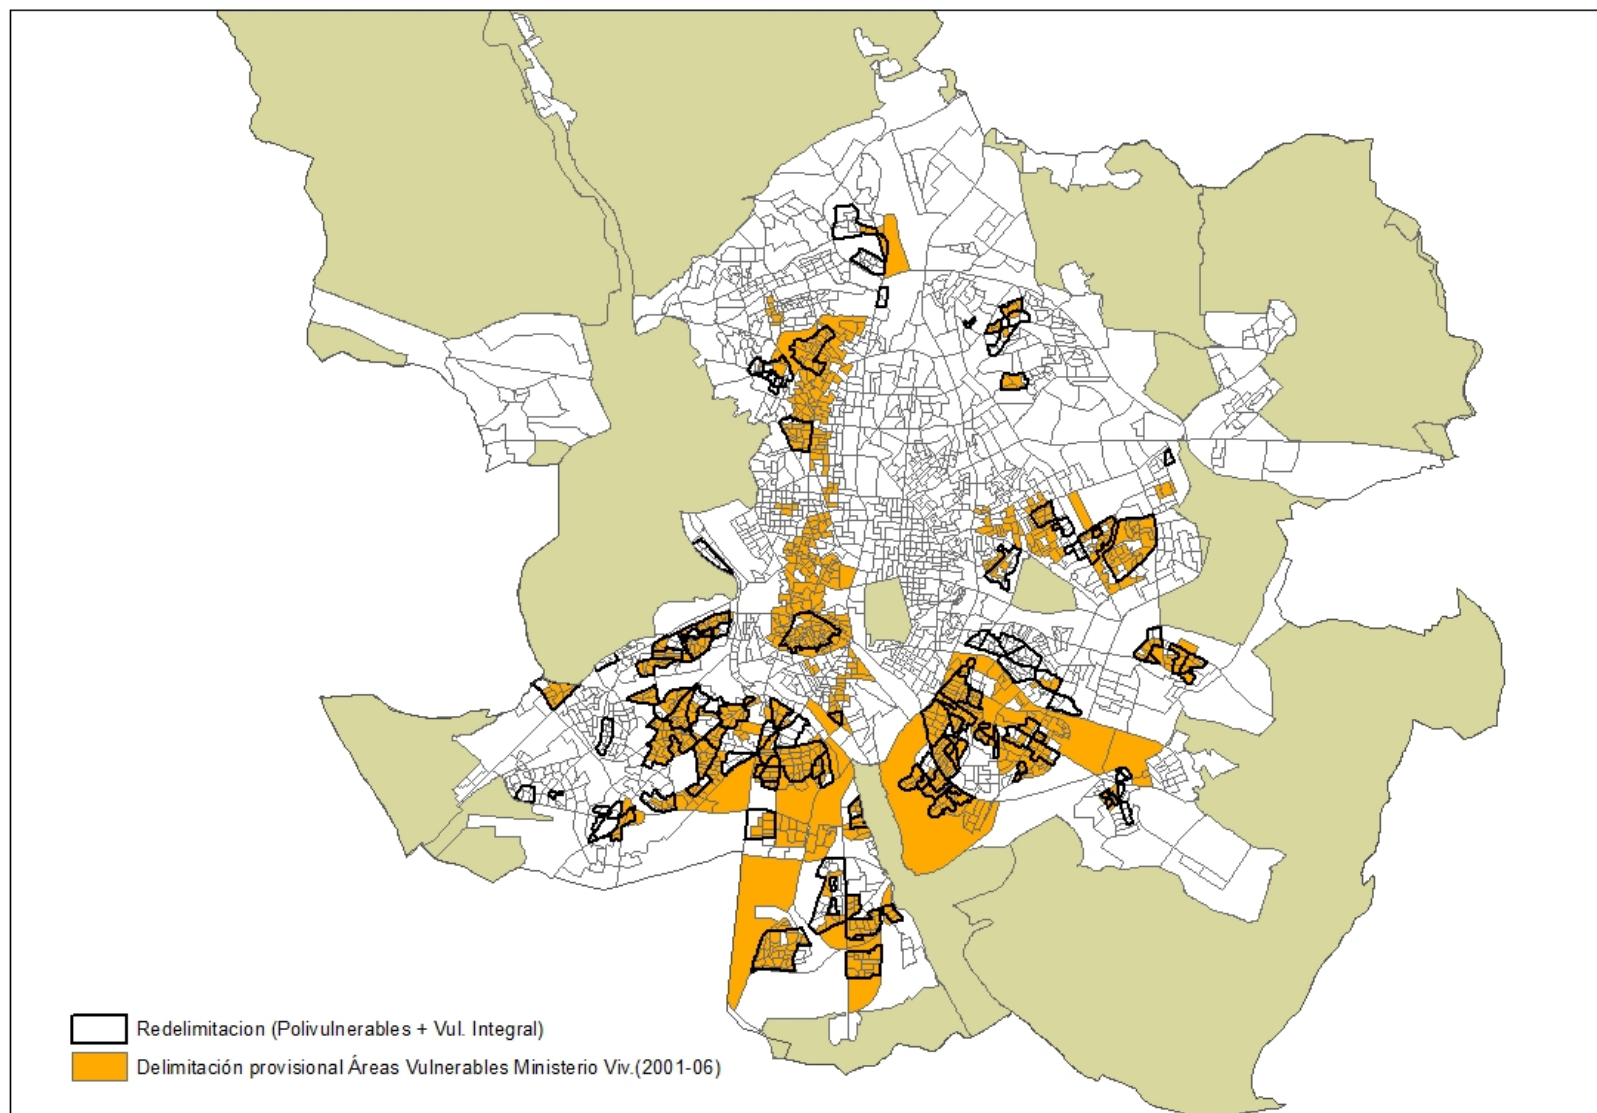 Redelimitacion (Polivulnerables + Vul. Integral)
Delimitación provisional Áreas Vulnerables Ministerio Viv.(2001-06)